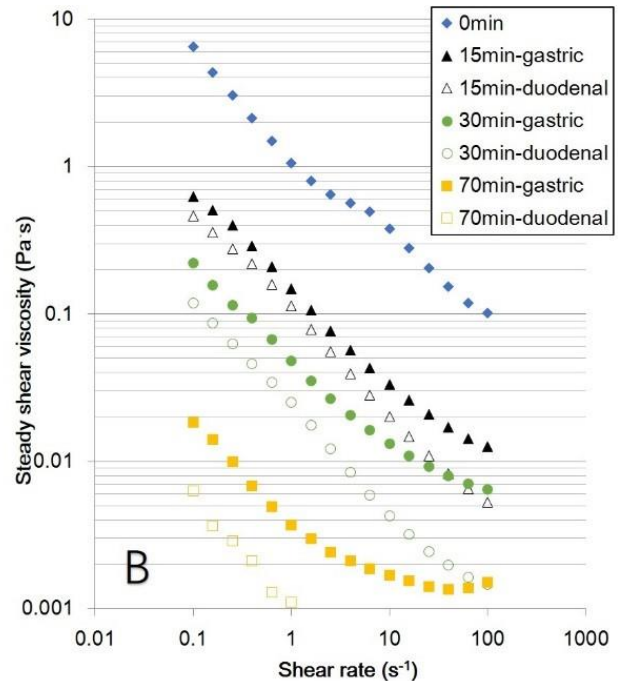 10
1
0.1
0.01
0.001
Steady shear viscosity (Pa·s)
0min
15min-gastric
15min-duodenal
30min-gastric
30min-duodenal
70min-gastric
70min-duodenal
B
0.01 0.1 1 10 100 1000
Shear rate (s⁻¹)